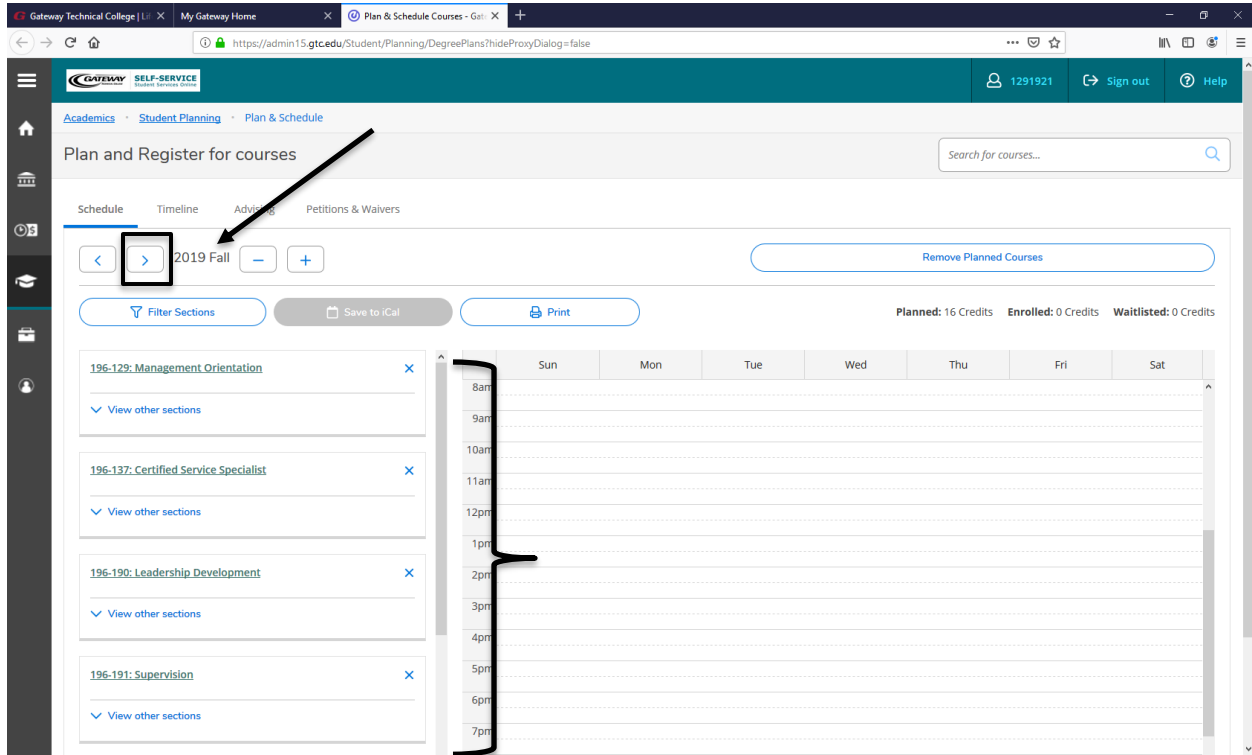 Gateway Technical College | Lif
My Gateway Home
Plan & Schedule Courses - Gate
https://admin15.gtc.edu/Student/Planning/DegreePlans?hideProxyDialog=false
GATEWAY SELF-SERVICE
Student Services Online
1291921 Sign out Help
Academics · Student Planning · Plan & Schedule
Plan and Register for courses
Search for courses...
Schedule Timeline Advising Petitions & Waivers
2019 Fall
Remove Planned Courses
Filter Sections Save to iCal Print
Planned: 16 Credits Enrolled: 0 Credits Waitlisted: 0 Credits
196-129: Management Orientation
View other sections
196-137: Certified Service Specialist
View other sections
196-190: Leadership Development
View other sections
196-191: Supervision
View other sections
Sun Mon Tue Wed Thu Fri Sat
8am
9am
10am
11am
12pm
1pm
2pm
3pm
4pm
5pm
6pm
7pm